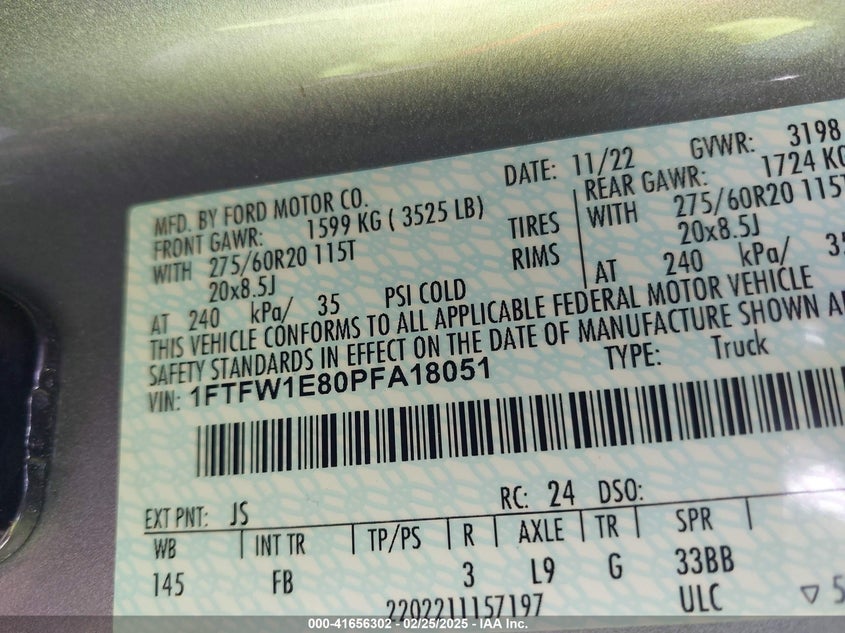 MFD. BY FORD MOTOR CO. DATE: 11/22 GVWR: 3198
FRONT GAWR: 1599 KG ( 3525 LB) REAR GAWR: 1724 KG
WITH 275/60R20 115T TIRES WITH 275/60R20 115T
20x8.5J RIMS 20x8.5J
AT 240 kPa/ 35 PSI COLD AT 240 kPa/ 35
THIS VEHICLE CONFORMS TO ALL APPLICABLE FEDERAL MOTOR VEHICLE
SAFETY STANDARDS IN EFFECT ON THE DATE OF MANUFACTURE SHOWN
VIN: 1FTFW1E80PFA18051 TYPE: Truck
EXT PNT: JS RC: 24 DSO:
WB INT TR TP/PS R AXLE TR SPR
145 FB 3 L9 G 33BB
2202211157197 ULC ▽ 5
000-41656302 - 02/25/2025 - IAA Inc.